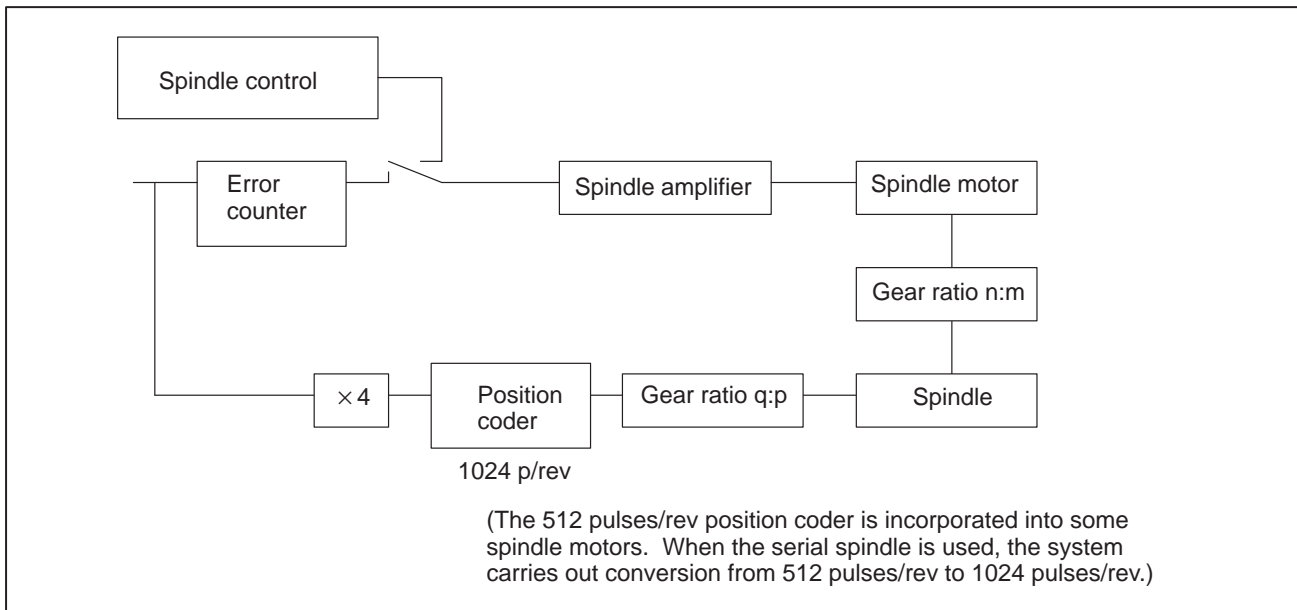 Spindle control
Error
counter
Spindle amplifier
Spindle motor
Gear ratio n:m
× 4
Position
coder
Gear ratio q:p
Spindle
1024 p/rev
(The 512 pulses/rev position coder is incorporated into some
spindle motors. When the serial spindle is used, the system
carries out conversion from 512 pulses/rev to 1024 pulses/rev.)